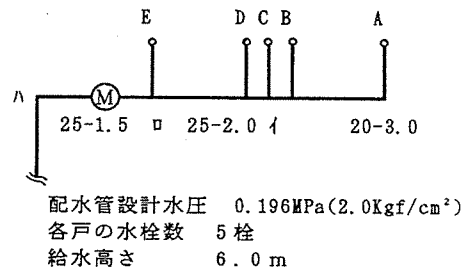 E D C B A
ハ M
25-1.5 ロ 25-2.0 イ 20-3.0
配水管設計水圧 0.196MPa(2.0Kgf/cm²)
各戸の水栓数 5栓
給水高さ 6.0m